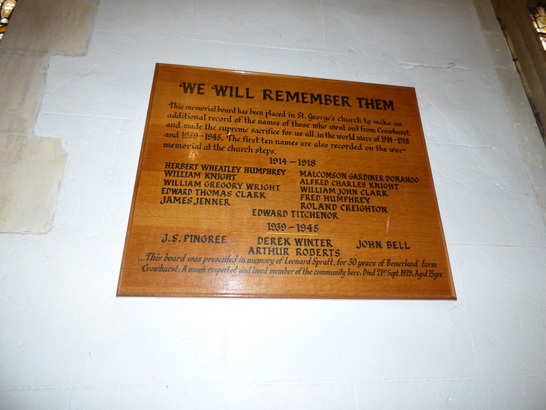 WE WILL REMEMBER THEM
This memorial board has been placed in St. George's church to make an
additional record of the names of those who went out from Crowhurst
and made the supreme sacrifice for us all, in the world wars of 1914-1918
and 1939-1945. The first ten names are also recorded on the war-
memorial at the church steps.
1914-1918
HERBERT WHEATLEY HUMPHREY MALCOMSON GARDINER DONAHOO
WILLIAM KNIGHT ALFRED CHARLES KNIGHT
WILLIAM GREGORY WRIGHT WILLIAM JOHN CLARK
EDWARD THOMAS CLARK FRED HUMPHREY
JAMES JENNER ROLAND CREIGHTON
EDWARD TITCHENOR
1939-1945
J.S. PINGREE DEREK WINTER JOHN BELL
ARTHUR ROBERTS
...This board was presented in memory of Leonard Spratt, for 30 years of Farm
Crowhurst: A much respected and loved member of the community here: Died 21st Sept. 1979. Aged yrs